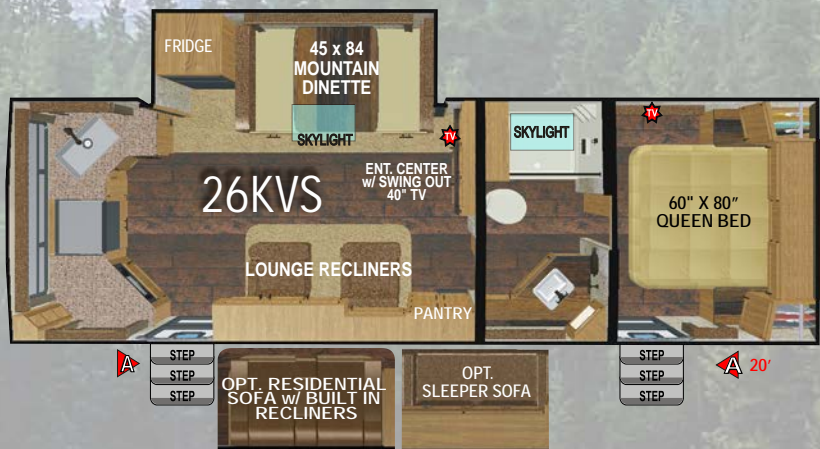 FRIDGE
45 x 84
MOUNTAIN
DINETTE
SKYLIGHT
TV
ENT. CENTER
w/ SWING OUT
40" TV
26KVS
LOUNGE RECLINERS
PANTRY
SKYLIGHT
TV
60" X 80"
QUEEN BED
A
STEP
STEP
STEP
OPT. RESIDENTIAL
SOFA w/ BUILT IN
RECLINERS
OPT.
SLEEPER SOFA
STEP
STEP
STEP
A 20'